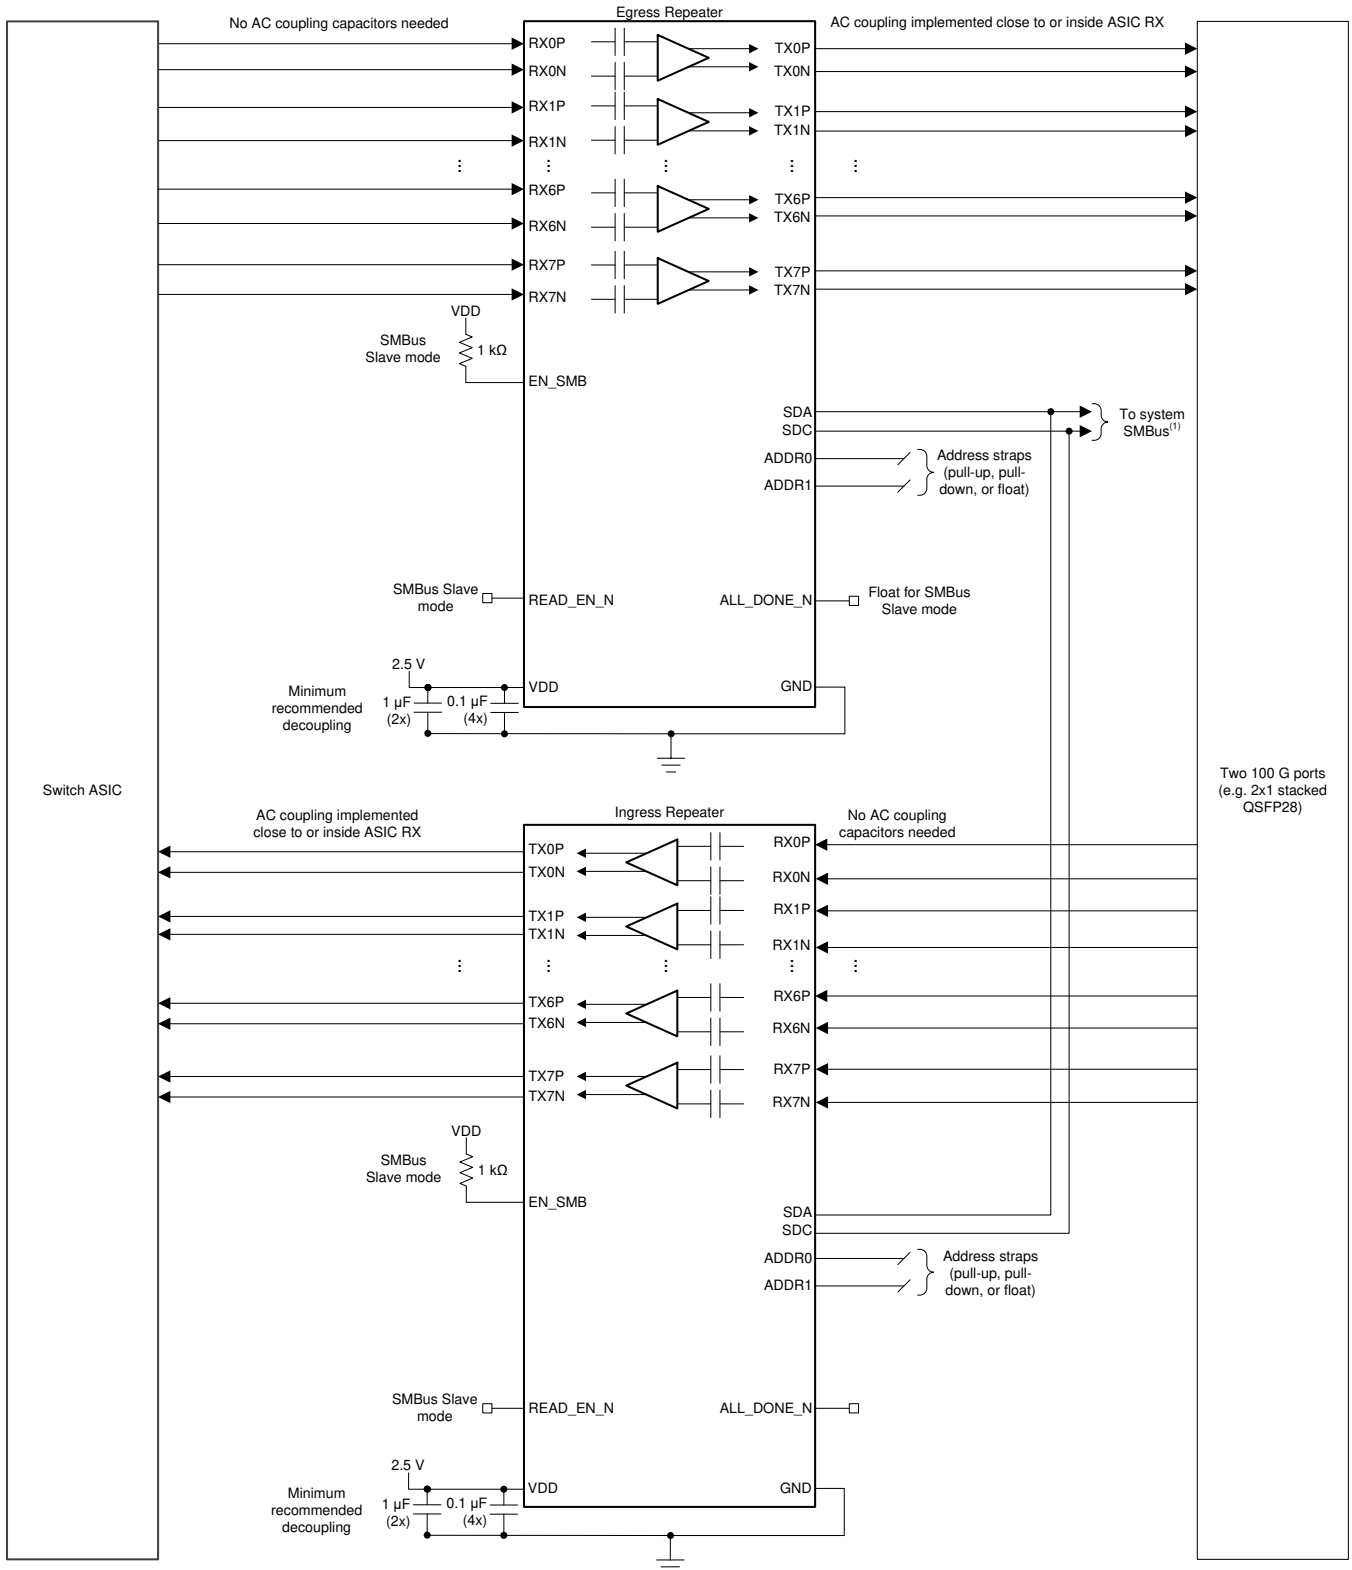 Egress Repeater
No AC coupling capacitors needed
AC coupling implemented close to or inside ASIC RX
RX0P
TX0P
RX0N
TX0N
RX1P
TX1P
RX1N
TX1N
RX6P
TX6P
RX6N
TX6N
RX7P
TX7P
RX7N
TX7N
VDD
SMBus
Slave mode
1 kΩ
EN_SMB
SDA
SDC
To system
SMBus(1)
ADDR0
ADDR1
Address straps
(pull-up, pull-
down, or float)
SMBus Slave
mode
READ_EN_N
ALL_DONE_N
Float for SMBus
Slave mode
2.5 V
VDD
GND
Minimum
recommended
decoupling
1 µF
(2x)
0.1 µF
(4x)
Switch ASIC
Two 100 G ports
(e.g. 2x1 stacked
QSFP28)
Ingress Repeater
AC coupling implemented
close to or inside ASIC RX
No AC coupling
capacitors needed
TX0P
RX0P
TX0N
RX0N
TX1P
RX1P
TX1N
RX1N
TX6P
RX6P
TX6N
RX6N
TX7P
RX7P
TX7N
RX7N
VDD
SMBus
Slave mode
1 kΩ
EN_SMB
SDA
SDC
ADDR0
ADDR1
Address straps
(pull-up, pull-
down, or float)
SMBus Slave
mode
READ_EN_N
ALL_DONE_N
2.5 V
VDD
GND
Minimum
recommended
decoupling
1 µF
(2x)
0.1 µF
(4x)